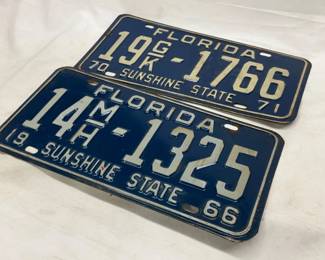 FLORIDA
19 GK-1766
70 SUNSHINE STATE 71
FLORIDA
14 MH-1325
19 SUNSHINE STATE 66